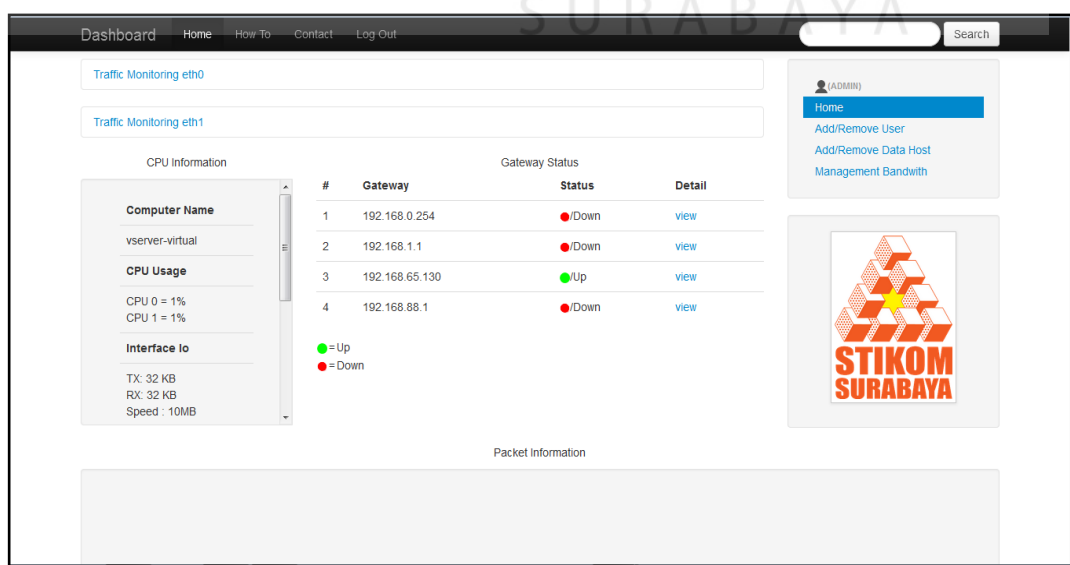 SURABAYA
Dashboard Home How To Contact Log Out Search
Traffic Monitoring eth0
Traffic Monitoring eth1
CPU Information
Computer Name
vserver-virtual
CPU Usage
CPU 0 = 1%
CPU 1 = 1%
Interface lo
TX: 32 KB
RX: 32 KB
Speed : 10MB
Gateway Status
# Gateway Status Detail
1 192.168.0.254 /Down view
2 192.168.1.1 /Down view
3 192.168.65.130 /Up view
4 192.168.88.1 /Down view
= Up
= Down
(ADMIN)
Home
Add/Remove User
Add/Remove Data Host
Management Bandwith
STIKOM
SURABAYA
Packet Information